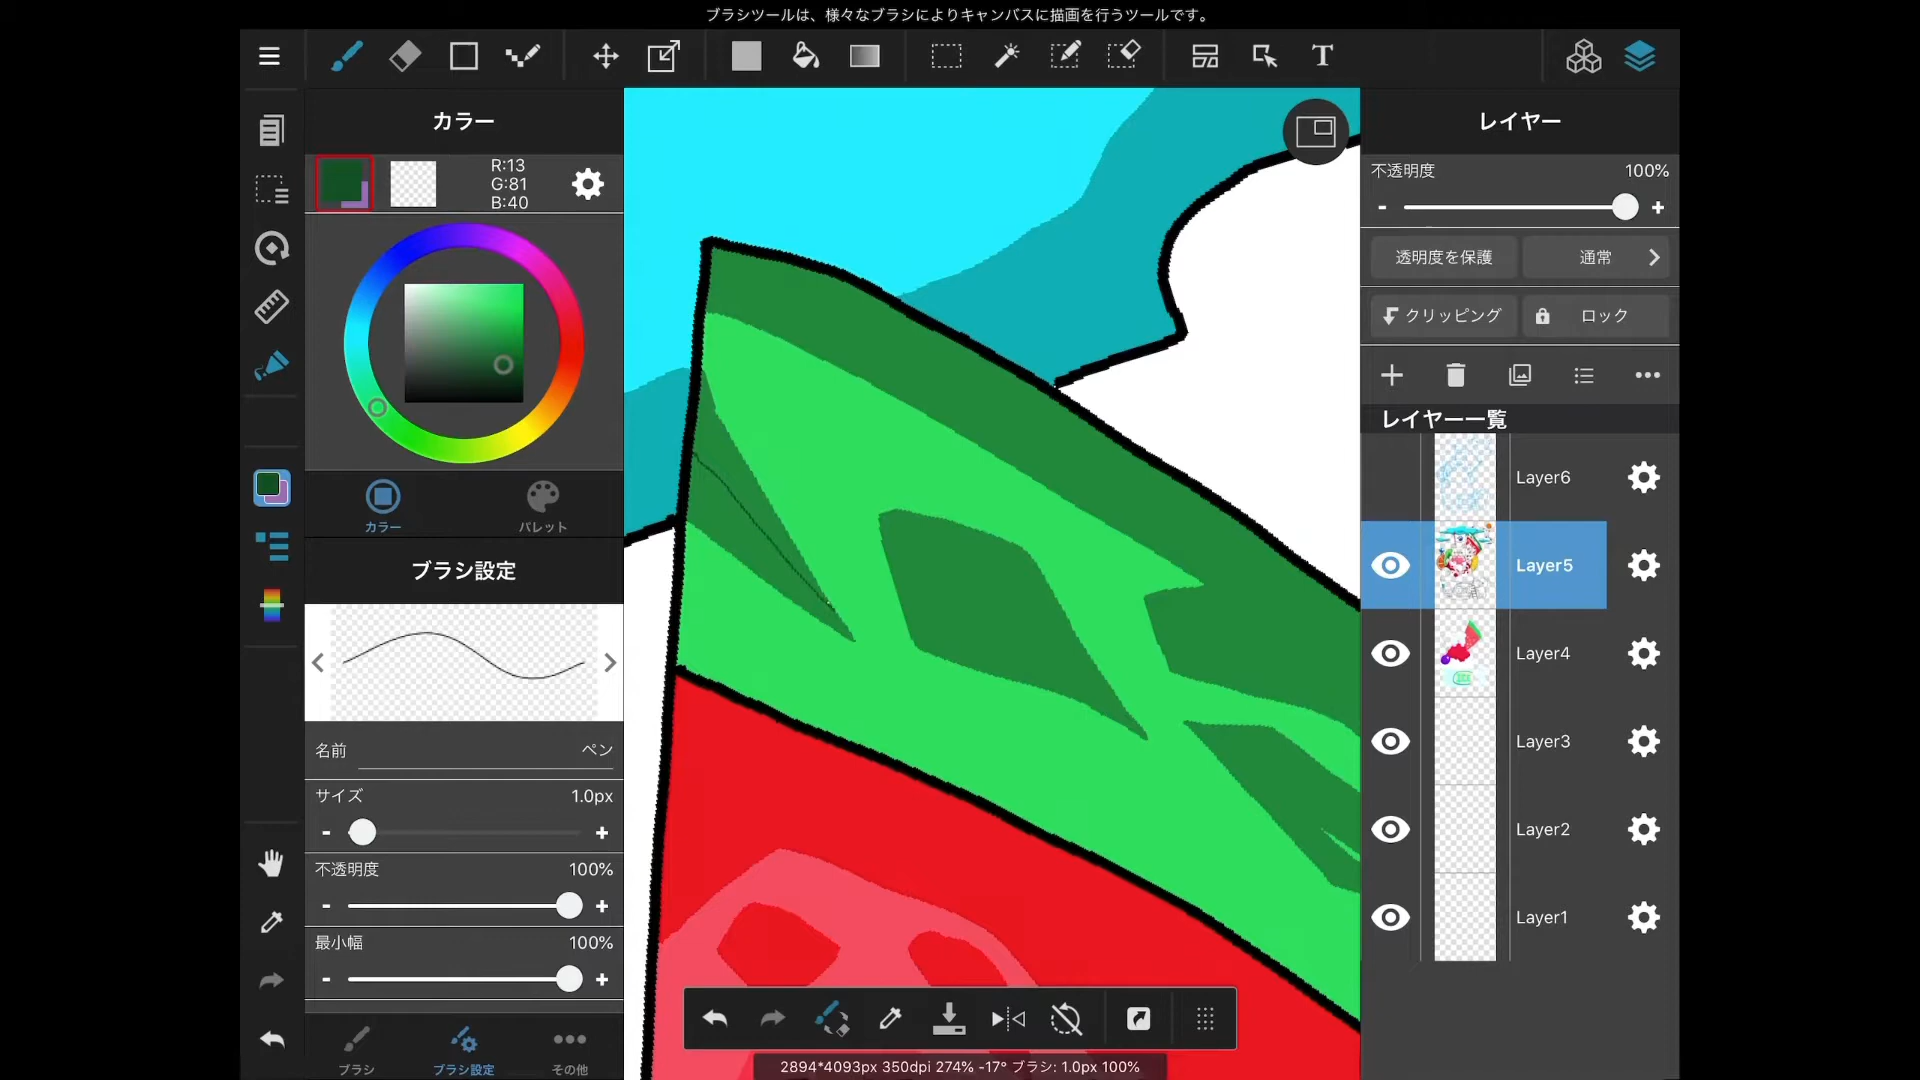 ブラシツールは、様々なブラシによりキャンバスに描画を行うツールです。
カラー
R:13
G:81
B:40
カラー
パレット
ブラシ設定
名前
ペン
サイズ
1.0px
-
+
不透明度
100%
-
+
最小幅
100%
-
+
ブラシ
ブラシ設定
その他
2894*4093px 350dpi 274% -17° ブラシ: 1.0px 100%
T
レイヤー
不透明度
100%
-
+
透明度を保護
通常
クリッピング
ロック
レイヤー一覧
Layer6
Layer5
Layer4
Layer3
Layer2
Layer1